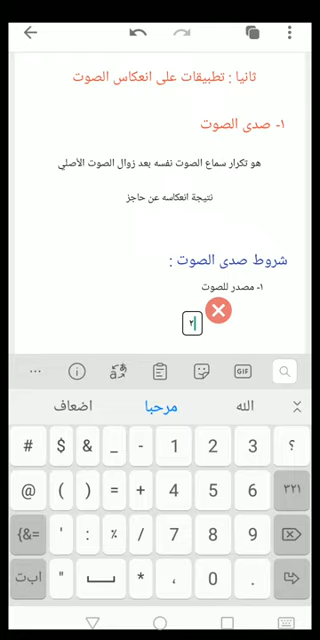 ثانيا : تطبيقات على انعكاس الصوت
١- صدى الصوت
هو تكرار سماع الصوت نفسه بعد زوال الصوت الأصلي
نتيجة انعكاسه عن حاجز
شروط صدى الصوت :
١- مصدر للصوت
٢
GIF
الله مرحبا اضعاف
# $ & _ - 1 2 3 ؟
@ ( ) = + 4 5 6 ٣٢١
{&= ' : ٪ / 7 8 9
ابت " * ، 0 .